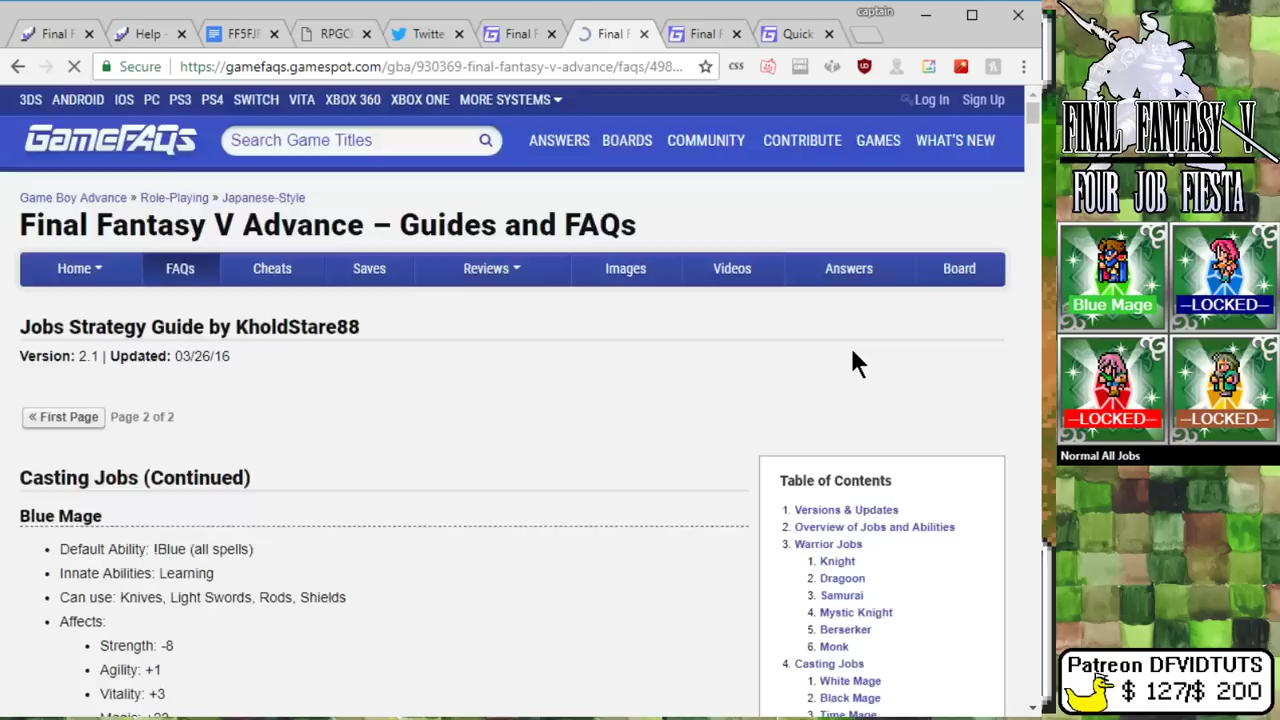 captain
Final F
Help -
FF5FJF
RPGCl
Twitte
Final F
Final F
Final F
Quick
Secure
https://gamefaqs.gamespot.com/gba/930369-final-fantasy-v-advance/faqs/498...
css
3DS ANDROID IOS PC PS3 PS4 SWITCH VITA XBOX 360 XBOX ONE MORE SYSTEMS
Log In Sign Up
GameFAQs
Search Game Titles
ANSWERS BOARDS COMMUNITY CONTRIBUTE GAMES WHAT'S NEW
Game Boy Advance » Role-Playing » Japanese-Style
Final Fantasy V Advance – Guides and FAQs
Home FAQs Cheats Saves Reviews Images Videos Answers Board
Jobs Strategy Guide by KholdStare88
Version: 2.1 | Updated: 03/26/16
« First Page Page 2 of 2
Casting Jobs (Continued)
Blue Mage
Default Ability: !Blue (all spells)
Innate Abilities: Learning
Can use: Knives, Light Swords, Rods, Shields
Affects:
Strength: -8
Agility: +1
Vitality: +3
Table of Contents
1. Versions & Updates
2. Overview of Jobs and Abilities
3. Warrior Jobs
1. Knight
2. Dragoon
3. Samurai
4. Mystic Knight
5. Berserker
6. Monk
4. Casting Jobs
1. White Mage
2. Black Mage
3. Time Mage
FINAL FANTASY V
FOUR JOB FIESTA
Blue Mage
–LOCKED–
–LOCKED–
–LOCKED–
Normal All Jobs
Patreon DFVIDTUTS
$ 127/$ 200